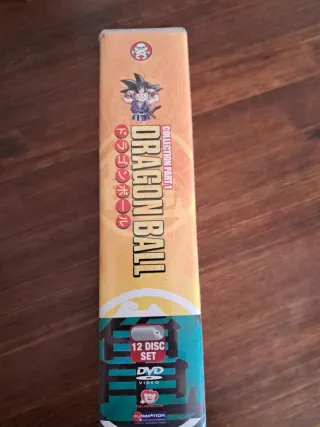 COLLECTION PART 1
DRAGON BALL
ドラゴンボール
12 DISC
SET
DVD
VIDEO
FUNIMATION